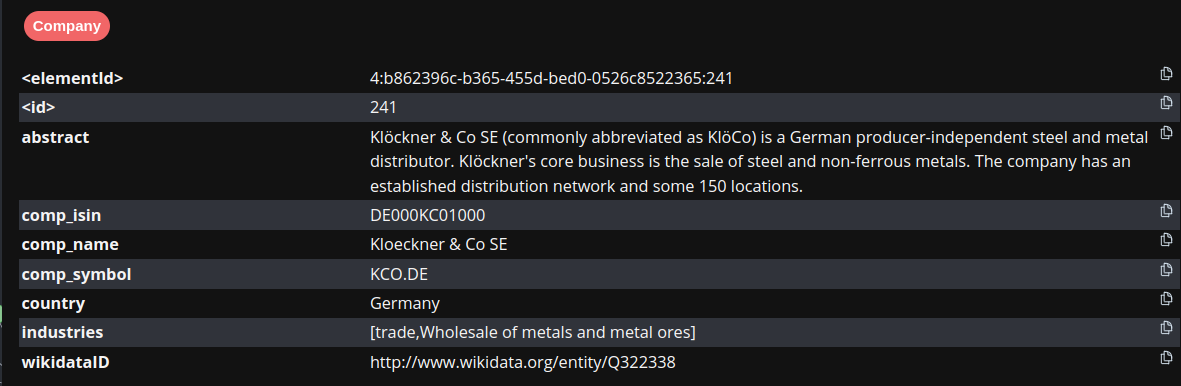 Company
<elementId> 4:b862396c-b365-455d-bed0-0526c8522365:241
<id> 241
abstract Klöckner & Co SE (commonly abbreviated as KlöCo) is a German producer-independent steel and metal
distributor. Klöckner's core business is the sale of steel and non-ferrous metals. The company has an
established distribution network and some 150 locations.
comp_isin DE000KC01000
comp_name Kloeckner & Co SE
comp_symbol KCO.DE
country Germany
industries [trade,Wholesale of metals and metal ores]
wikidataID http://www.wikidata.org/entity/Q322338